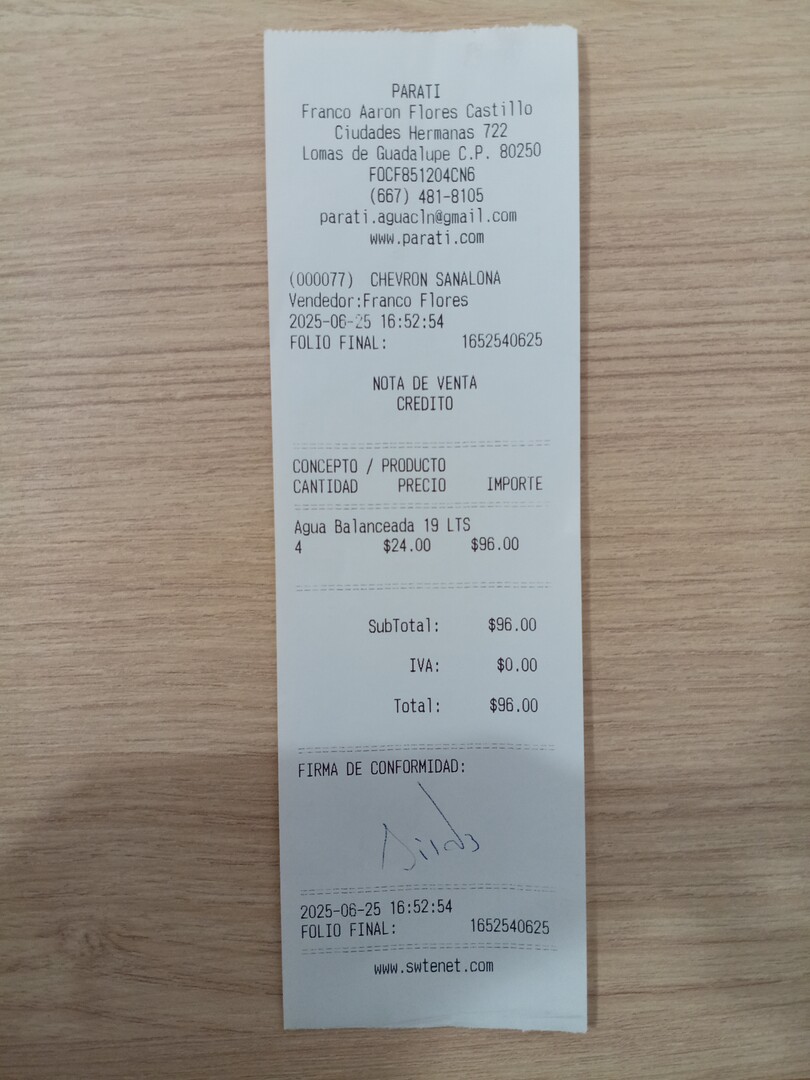 PARATI
Franco Aaron Flores Castillo
Ciudades Hermanas 722
Lomas de Guadalupe C.P. 80250
FOCF851204CN6
(667) 481-8105
parati.aguacln@gmail.com
www.parati.com
(000077) CHEVRON SANALONA
Vendedor:Franco Flores
2025-06-25 16:52:54
FOLIO FINAL: 1652540625
NOTA DE VENTA
CREDITO
CONCEPTO / PRODUCTO
CANTIDAD PRECIO IMPORTE
Agua Balanceada 19 LTS
4 $24.00 $96.00
SubTotal: $96.00
IVA: $0.00
Total: $96.00
FIRMA DE CONFORMIDAD:
2025-06-25 16:52:54
FOLIO FINAL: 1652540625
www.swtenet.com